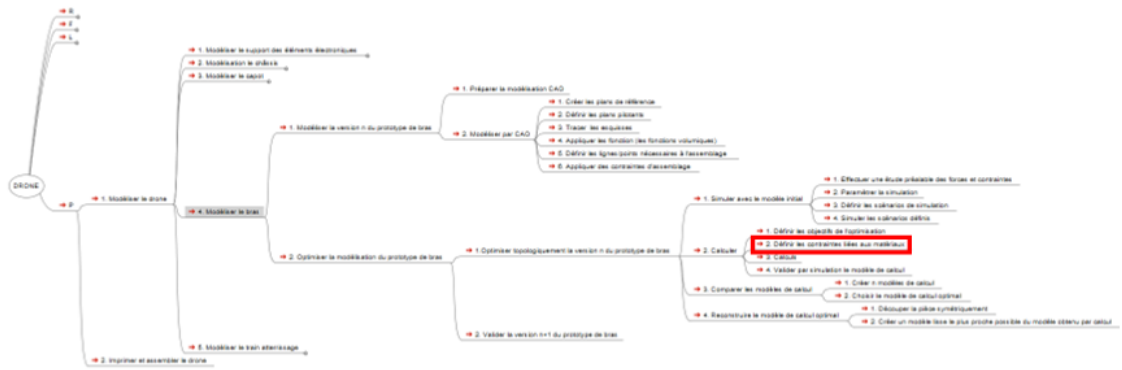 R
F
L
1. Modéliser le support des éléments électroniques
2. Modélisation le châssis
3. Modéliser le capot
1. Préparer la modélisation CAO
1. Créer les plans de référence
2. Définir les plans pilotants
1. Modéliser la version n du prototype de bras
2. Modéliser par CAO
3. Tracer les esquisses
4. Appliquer les fonction (les fonctions volumiques)
5. Définir les lignes/points nécessaires à l'assemblage
6. Appliquer des contraintes d'assemblage
DRONE
P
1. Modéliser le drone
4. Modéliser le bras
1. Effectuer une étude préalable des forces et contraintes
2. Paramétrer la simulation
1. Simuler avec le modèle initial
3. Définir les scénarios de simulation
4. Simuler les scénarios définis
1. Définir les objectifs de l'optimisation
2. Optimiser la modélisation du prototype de bras
1.Optimiser topologiquement la version n du prototype de bras
2. Calculer
2. Définir les contraintes liées aux matériaux
3. Calculs
4. Valider par simulation le modèle de calcul
3. Comparer les modèles de calcul
1. Créer n modèles de calcul
2. Choisir le modèle de calcul optimal
4. Reconstruire le modèle de calcul optimal
1. Découper la pièce symétriquement
2. Créer un modèle lisse le plus proche possible du modèle obtenu par calcul
2. Valider la version n+1 du prototype de bras
5. Modéliser le train atterrissage
2. Imprimer et assembler le drone